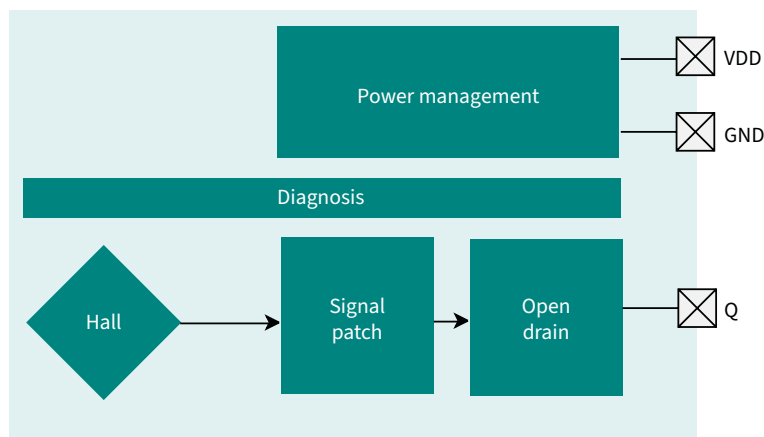 Power management
VDD
GND
Diagnosis
Hall
Signal
patch
Open
drain
Q